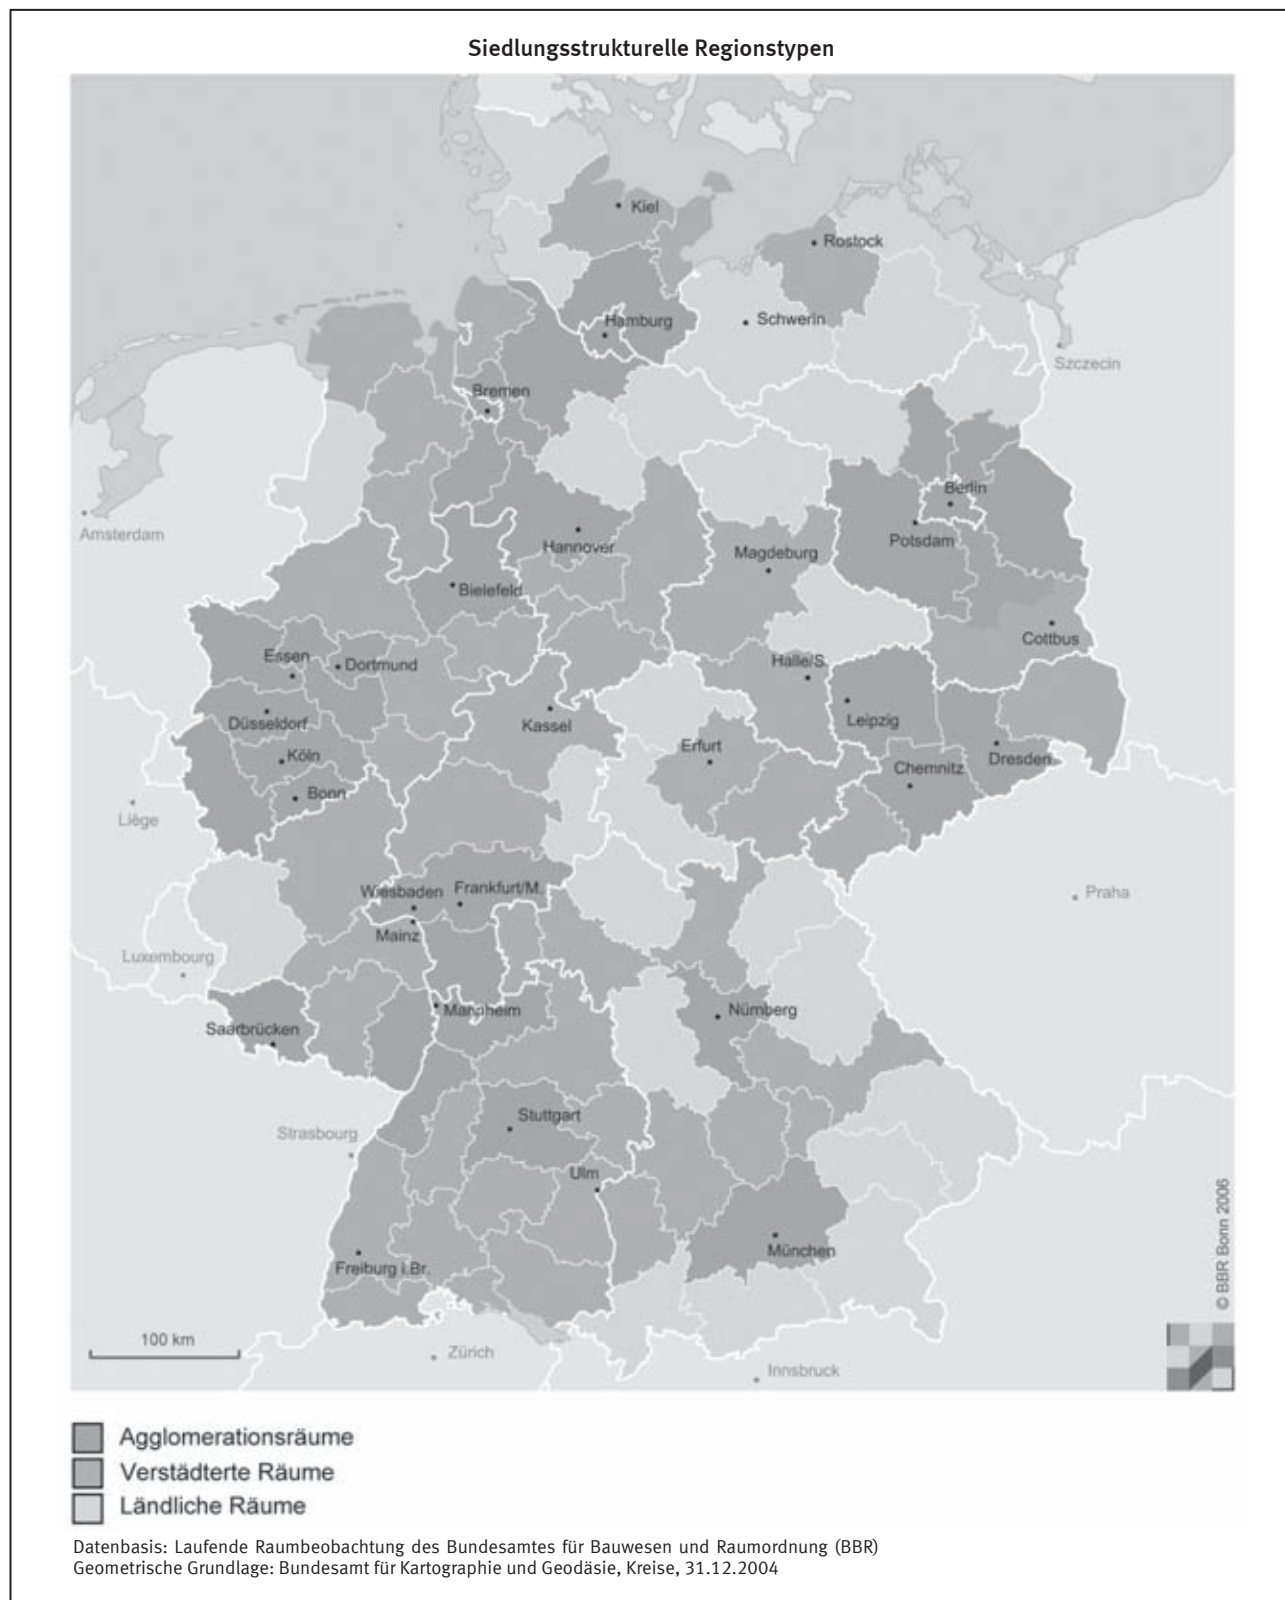 Siedlungsstrukturelle Regionstypen
Kiel
Rostock
Hamburg
Schwerin
Szczecin
Bremen
Berlin
Amsterdam
Hannover
Potsdam
Magdeburg
Bielefeld
Cottbus
Essen
Dortmund
Halle/S.
Düsseldorf
Kassel
Leipzig
Köln
Erfurt
Dresden
Chemnitz
Bonn
Liège
Wiesbaden
Frankfurt/M.
Praha
Mainz
Luxembourg
Mannheim
Nürnberg
Saarbrücken
Stuttgart
Strasbourg
Ulm
München
Freiburg i.Br.
© BBR Bonn 2006
100 km
Zürich
Innsbruck
Agglomerationsräume
Verstädterte Räume
Ländliche Räume
Datenbasis: Laufende Raumbeobachtung des Bundesamtes für Bauwesen und Raumordnung (BBR)
Geometrische Grundlage: Bundesamt für Kartographie und Geodäsie, Kreise, 31.12.2004